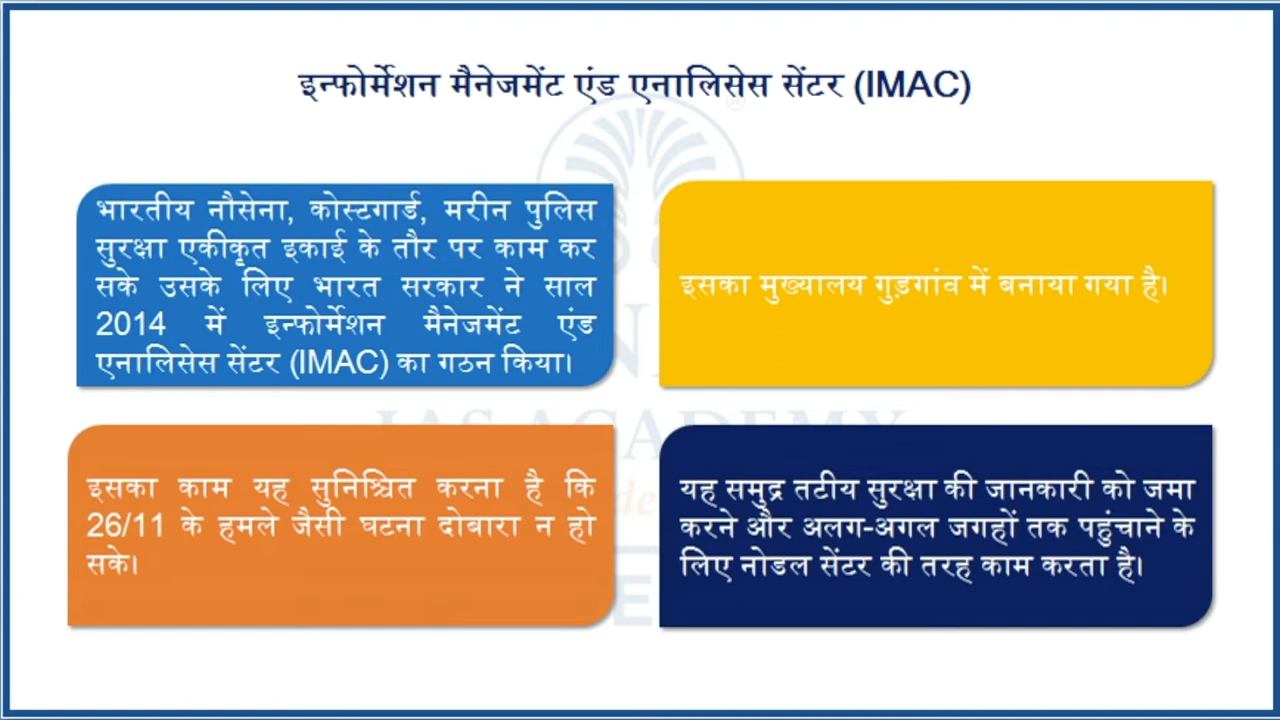 इन्फोर्मेशन मैनेजमेंट एंड एनालिसेस सेंटर (IMAC)
भारतीय नौसेना, कोस्टगार्ड, मरीन पुलिस
सुरक्षा एकीकृत इकाई के तौर पर काम कर
सके उसके लिए भारत सरकार ने साल
2014 में इन्फोर्मेशन मैनेजमेंट एंड
एनालिसेस सेंटर (IMAC) का गठन किया।
इसका मुख्यालय गुड़गांव में बनाया गया है।
इसका काम यह सुनिश्चित करना है कि
26/11 के हमले जैसी घटना दोबारा न हो
सके।
यह समुद्र तटीय सुरक्षा की जानकारी को जमा
करने और अलग-अगल जगहों तक पहुंचाने के
लिए नोडल सेंटर की तरह काम करता है।
IAS ACADEMY